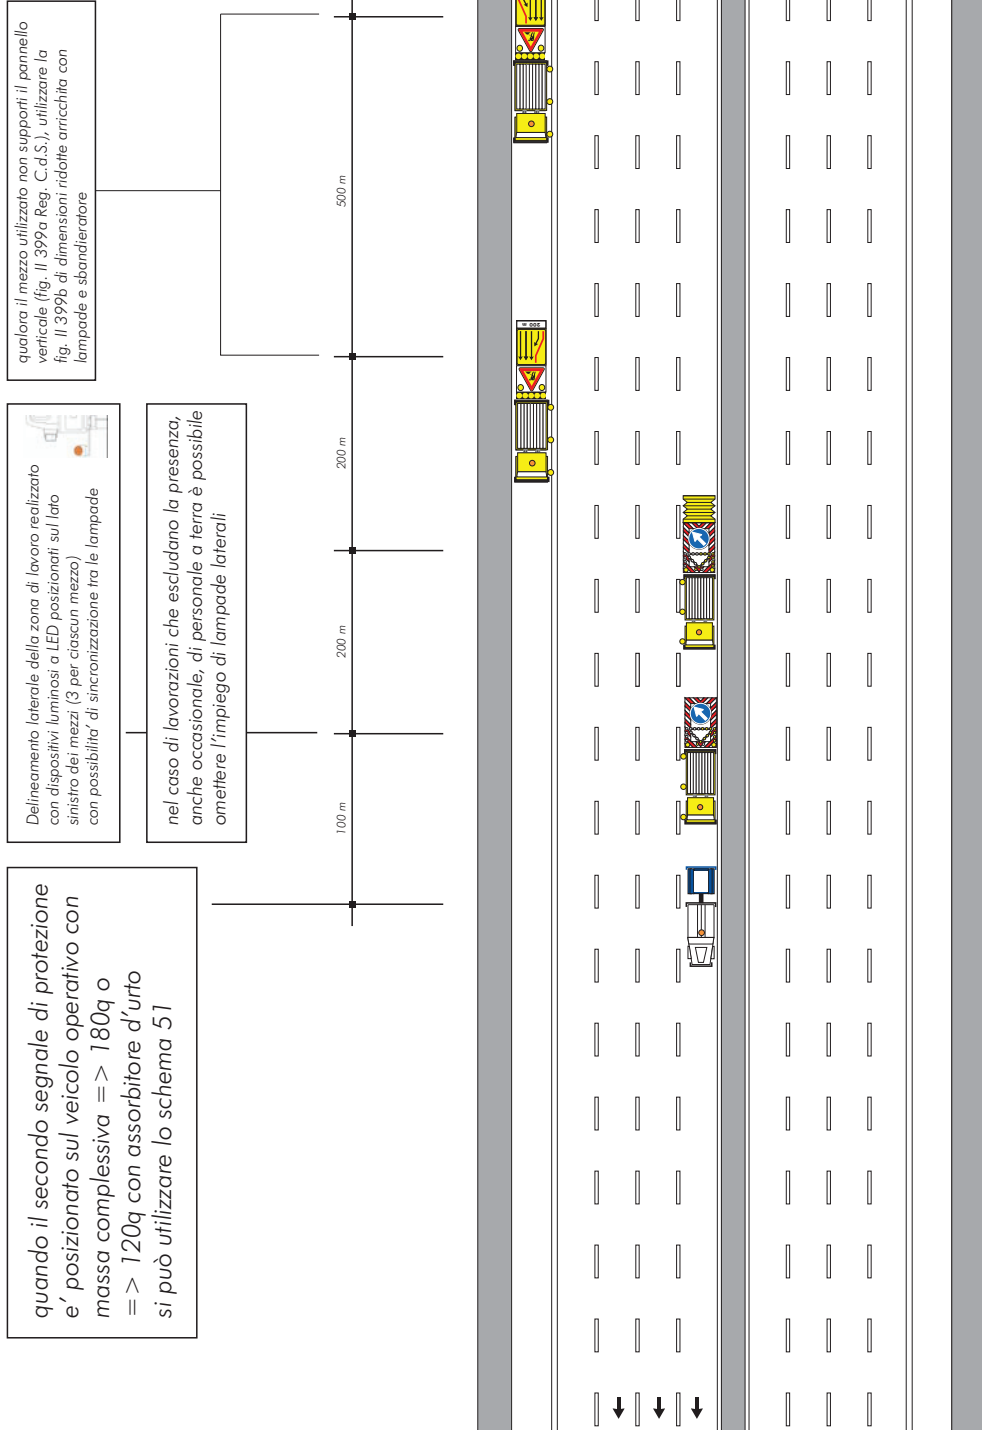 qualora il mezzo utilizzato non supporti il pannello
verticale (fig. II 399a Reg. C.d.S.), utilizzare la
fig. II 399b di dimensioni ridotte arricchita con
lampade e sbandieratore
Delineamento laterale della zona di lavoro realizzato
con dispositivi luminosi a LED posizionati sul lato
sinistro dei mezzi (3 per ciascun mezzo)
con possibilita' di sincronizzazione tra le lampade
nel caso di lavorazioni che escludano la presenza,
anche occasionale, di personale a terra è possibile
omettere l'impiego di lampade laterali
quando il secondo segnale di protezione
e' posizionato sul veicolo operativo con
massa complessiva => 180q o
=> 120q con assorbitore d'urto
si può utilizzare lo schema 51
500 m
200 m
200 m
100 m
200 m